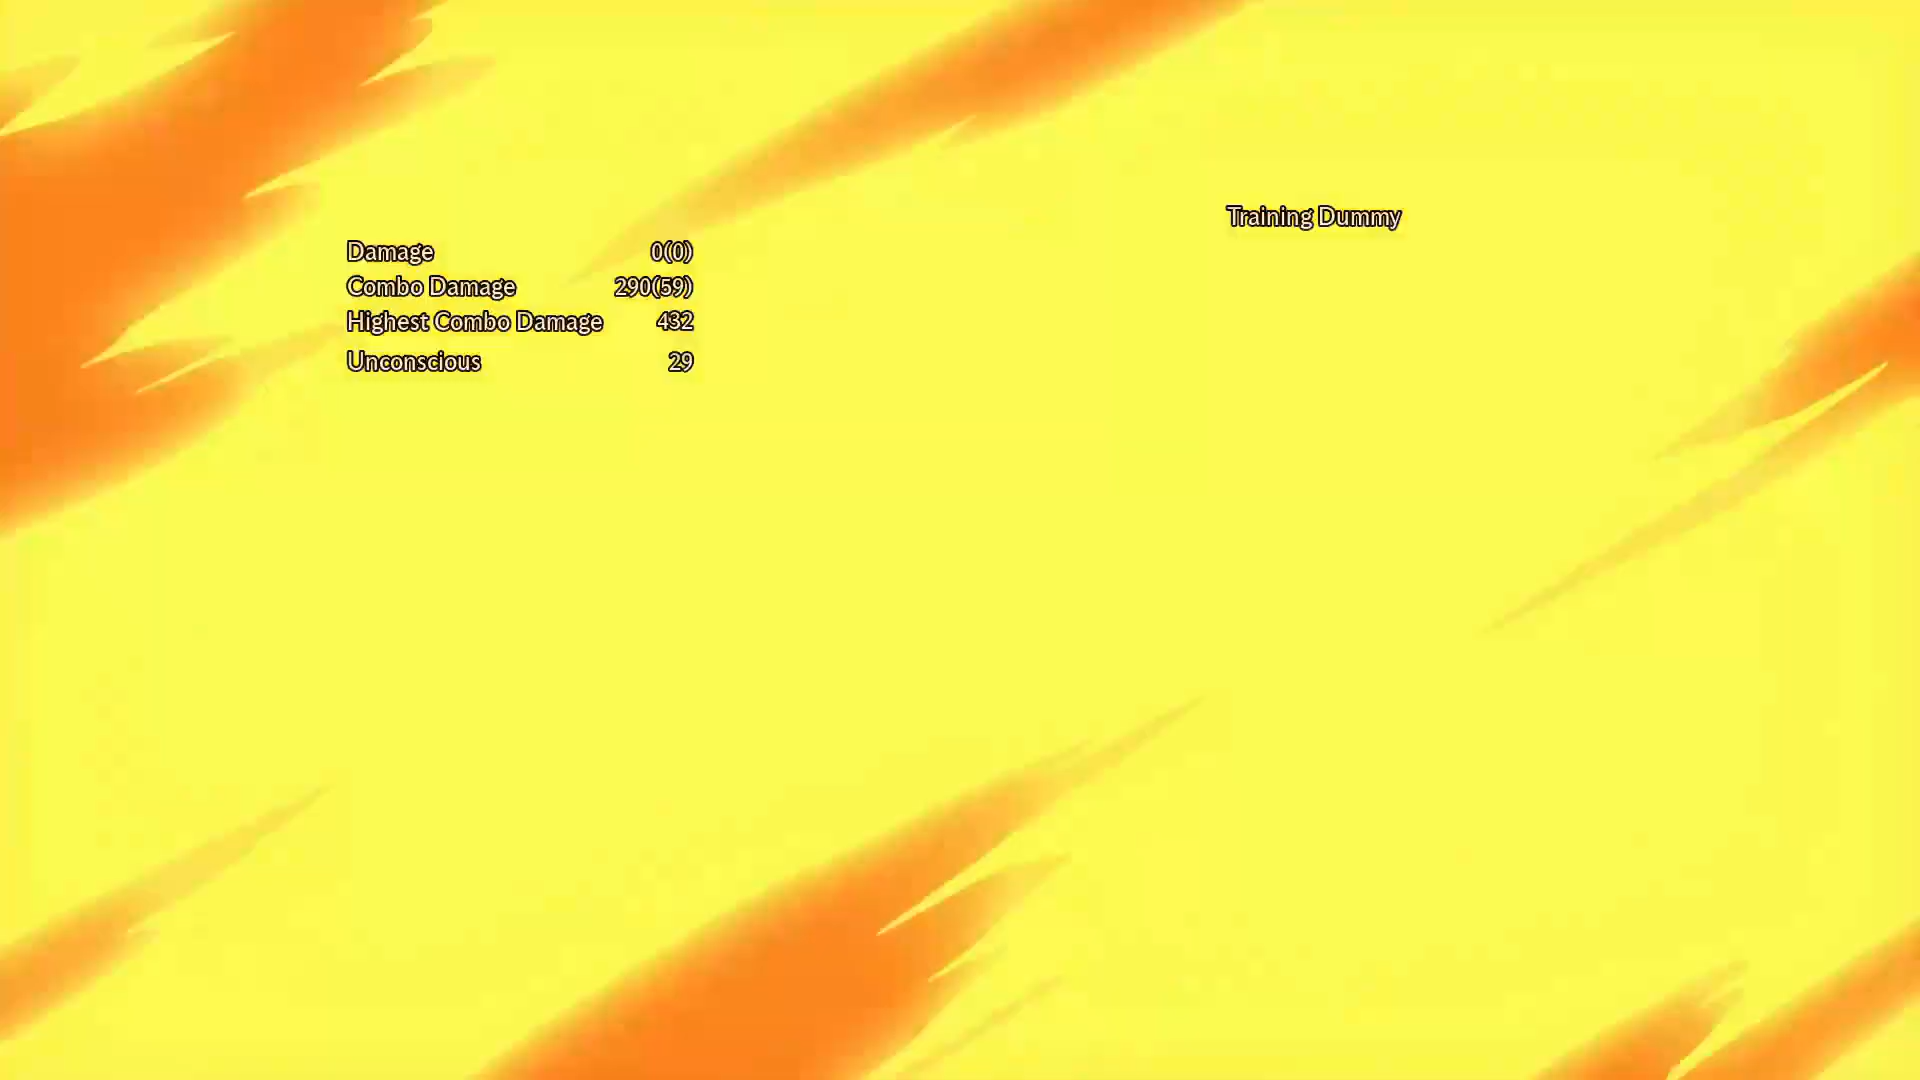 Training Dummy
Damage 0(0)
Combo Damage 290(59)
Highest Combo Damage 432
Unconscious 29